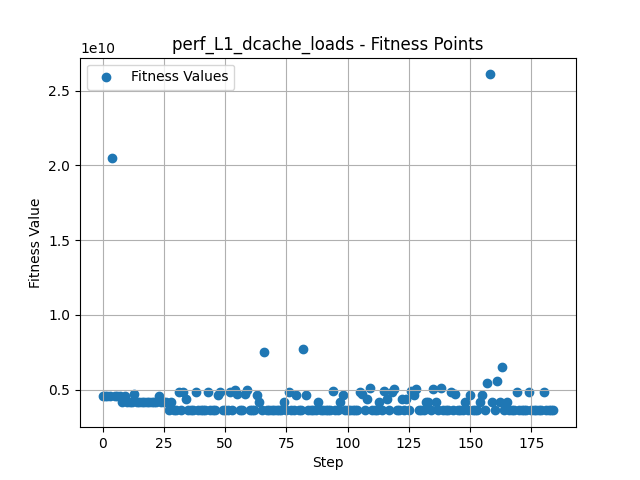 perf_L1_dcache_loads - Fitness Points
1e10
Fitness Values
2.5
2.0
1.5
1.0
0.5
Fitness Value
0 25 50 75 100 125 150 175
Step